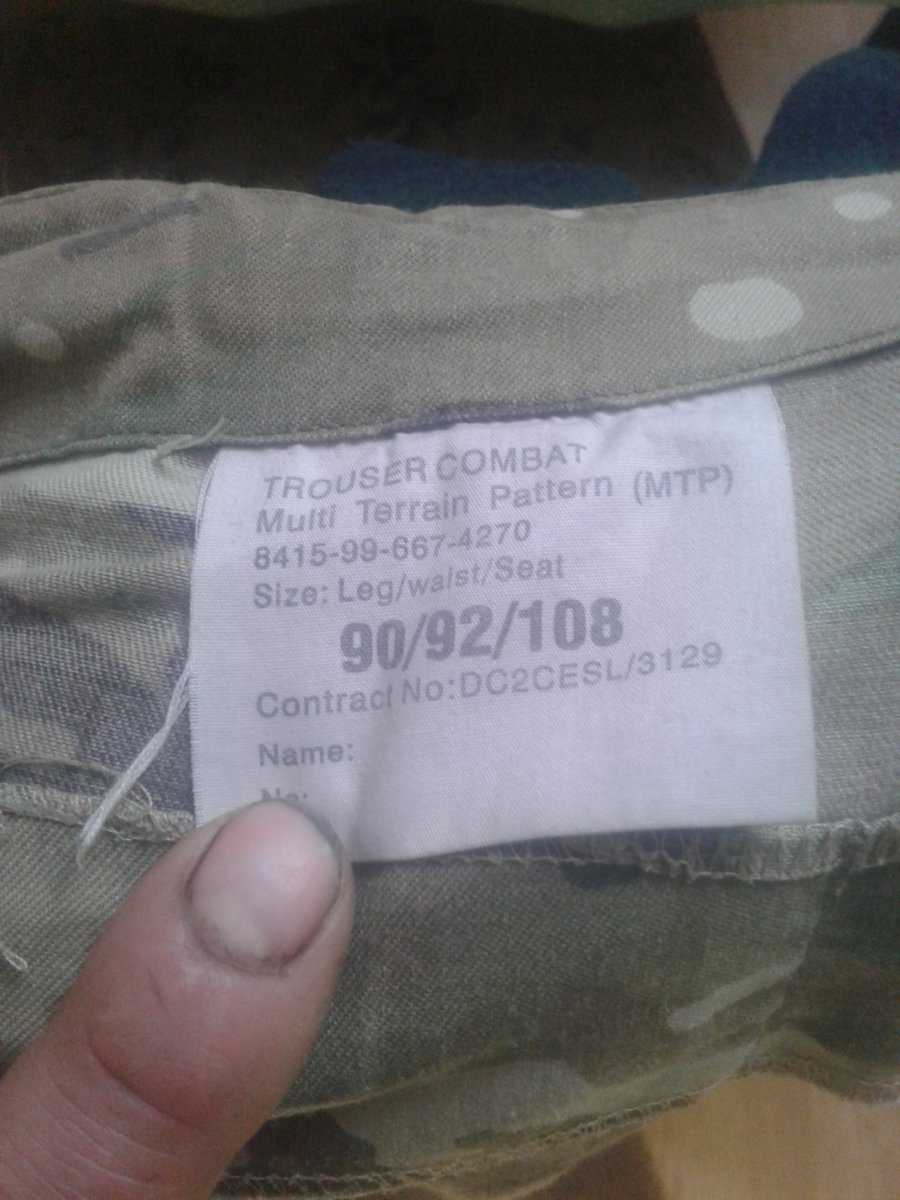 TROUSER COMBAT
Multi Terrain Pattern (MTP)
8415-99-667-4270
Size: Leg/waist/Seat
90/92/108
Contract No:DC2CESL/3129
Name:
No: